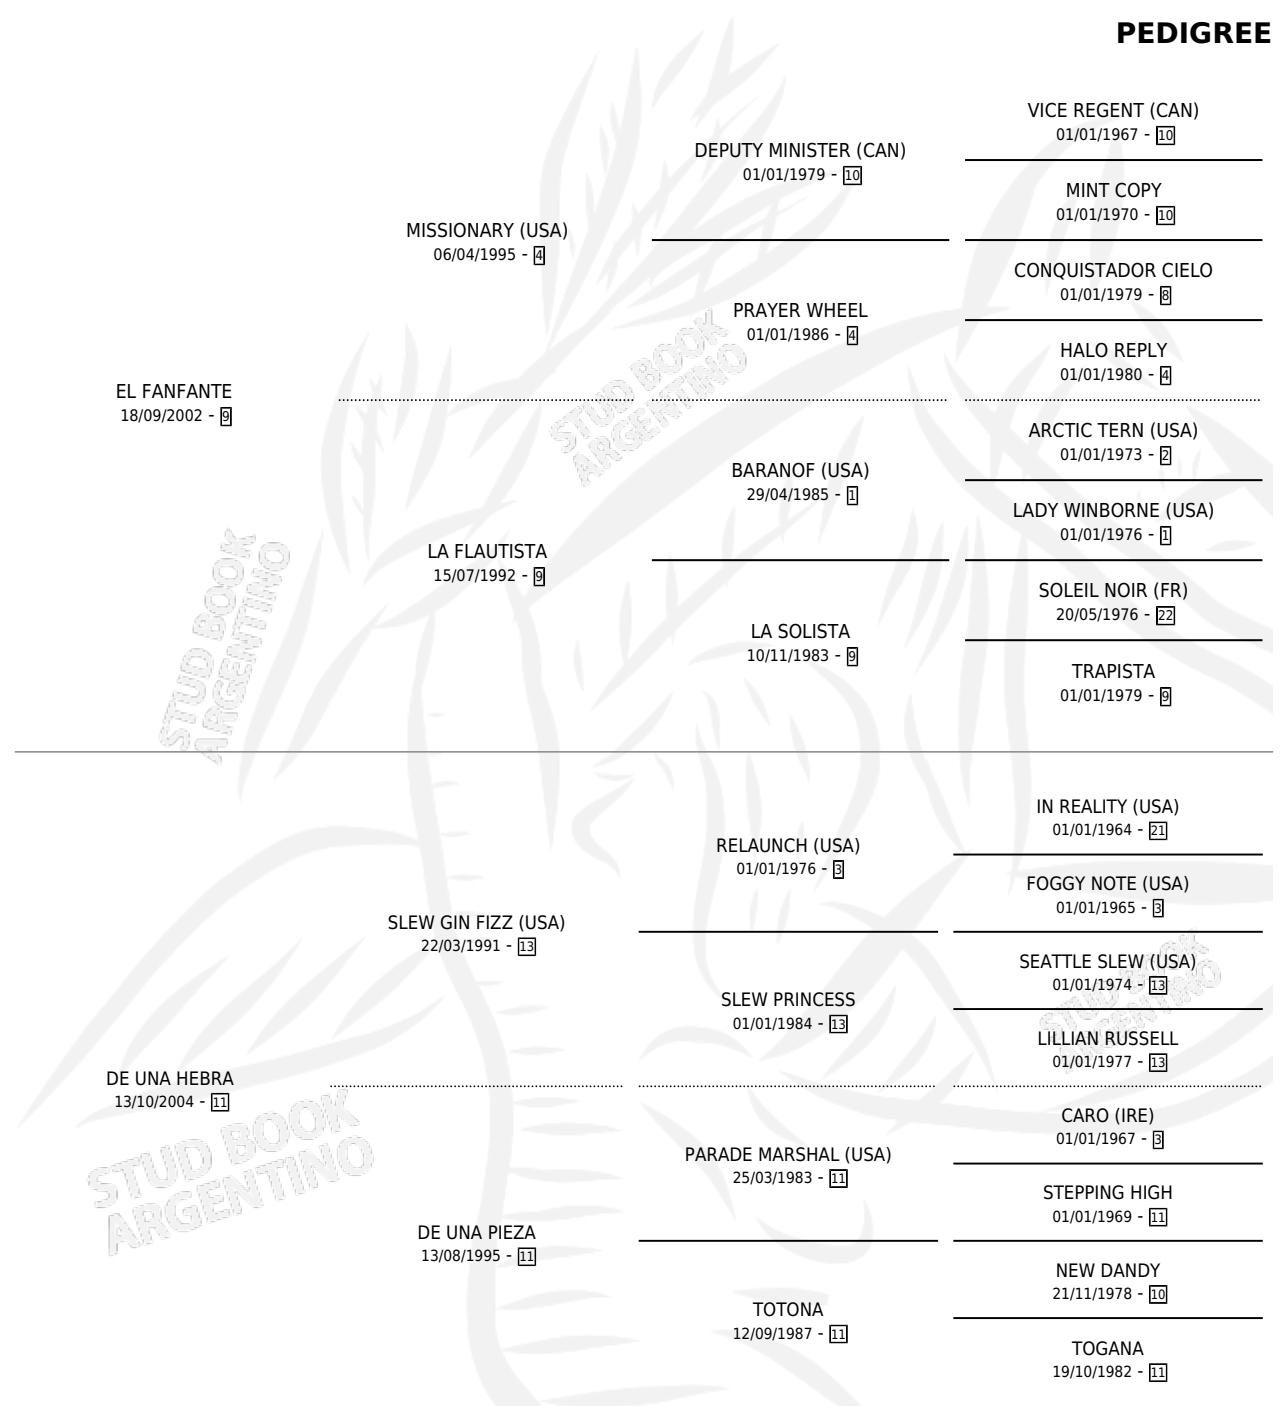 PEDIGREE
VICE REGENT (CAN)
01/01/1967 - 10
DEPUTY MINISTER (CAN)
01/01/1979 - 10
MINT COPY
01/01/1970 - 10
MISSIONARY (USA)
06/04/1995 - 4
CONQUISTADOR CIELO
01/01/1979 - 8
PRAYER WHEEL
01/01/1986 - 4
HALO REPLY
01/01/1980 - 4
EL FANFANTE
18/09/2002 - 9
STUD BOOK
ARGENTINO
ARCTIC TERN (USA)
01/01/1973 - 2
BARANOF (USA)
29/04/1985 - 1
LADY WINBORNE (USA)
01/01/1976 - 1
LA FLAUTISTA
15/07/1992 - 9
SOLEIL NOIR (FR)
20/05/1976 - 22
LA SOLISTA
10/11/1983 - 9
TRAPISTA
01/01/1979 - 9
STUD BOOK
ARGENTINO
IN REALITY (USA)
01/01/1964 - 21
RELAUNCH (USA)
01/01/1976 - 3
FOGGY NOTE (USA)
01/01/1965 - 3
SLEW GIN FIZZ (USA)
22/03/1991 - 13
SEATTLE SLEW (USA)
01/01/1974 - 13
SLEW PRINCESS
01/01/1984 - 13
LILLIAN RUSSELL
01/01/1977 - 13
STUD BOOK
ARGENTINO
DE UNA HEBRA
13/10/2004 - 11
CARO (IRE)
01/01/1967 - 3
PARADE MARSHAL (USA)
25/03/1983 - 11
STEPPING HIGH
01/01/1969 - 11
STUD BOOK
ARGENTINO
DE UNA PIEZA
13/08/1995 - 11
NEW DANDY
21/11/1978 - 10
TOTONA
12/09/1987 - 11
TOGANA
19/10/1982 - 11